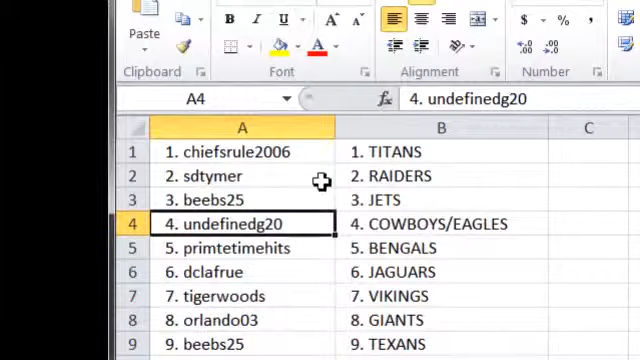 Paste
B I U A A
A
$ % ,
Clipboard Font Alignment Number
A4 fx 4. undefinedg20
A B C
1 1. chiefsrule2006 1. TITANS
2 2. sdtymer 2. RAIDERS
3 3. beebs25 3. JETS
4 4. undefinedg20 4. COWBOYS/EAGLES
5 5. primtetimehits 5. BENGALS
6 6. dclafrue 6. JAGUARS
7 7. tigerwoods 7. VIKINGS
8 8. orlando03 8. GIANTS
9 9. beebs25 9. TEXANS